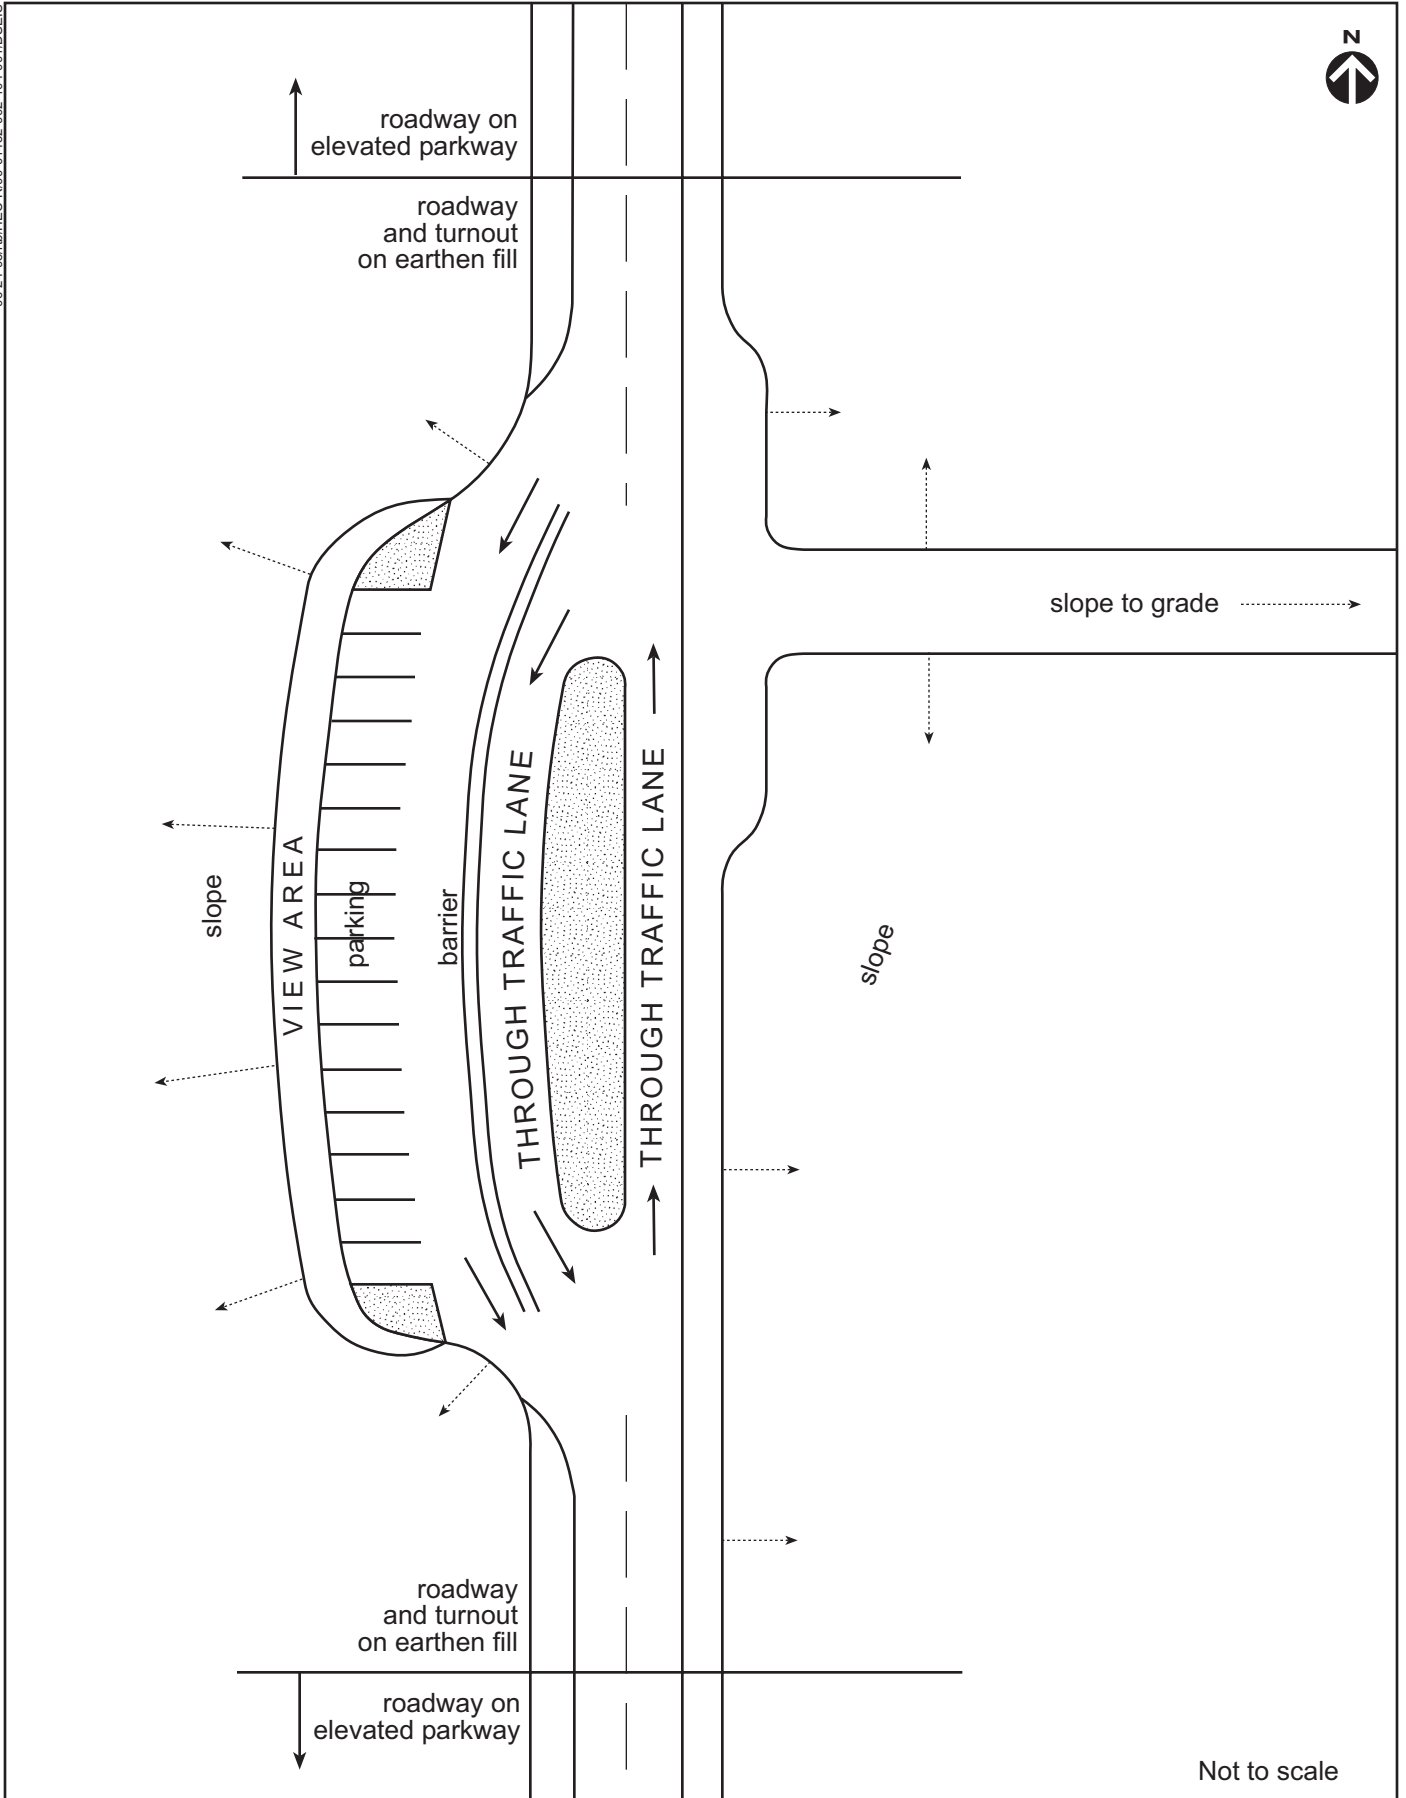 N
roadway on
elevated parkway
roadway
and turnout
on earthen fill
slope to grade
THROUGH TRAFFIC LANE
THROUGH TRAFFIC LANE
VIEW AREA
parking
barrier
slope
slope
roadway
and turnout
on earthen fill
roadway on
elevated parkway
Not to scale